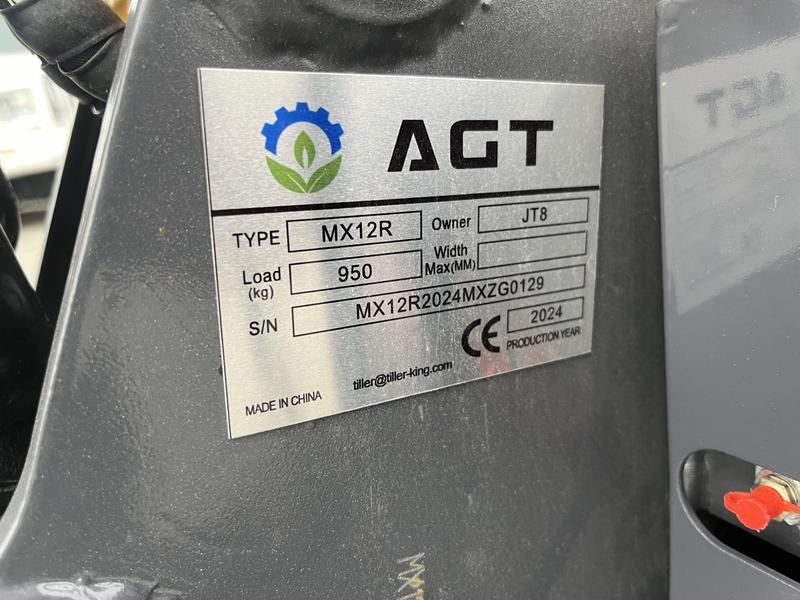 AGT
TYPE MX12R Owner JT8
Load (kg) 950 Width Max(MM)
S/N MX12R2024MXZG0129
CE 2024
PRODUCTION YEAR
tiller@tiller-king.com
MADE IN CHINA